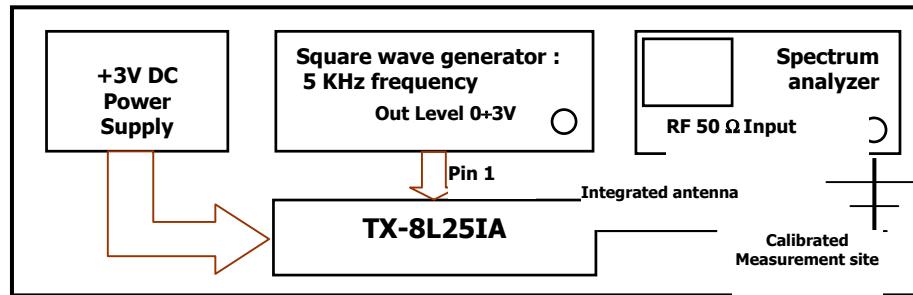 +3V DC
Power
Supply
Square wave generator :
5 KHz frequency
Out Level 0÷3V
Spectrum
analyzer
RF 50 Ω Input
Pin 1
Integrated antenna
TX-8L25IA
Calibrated
Measurement site